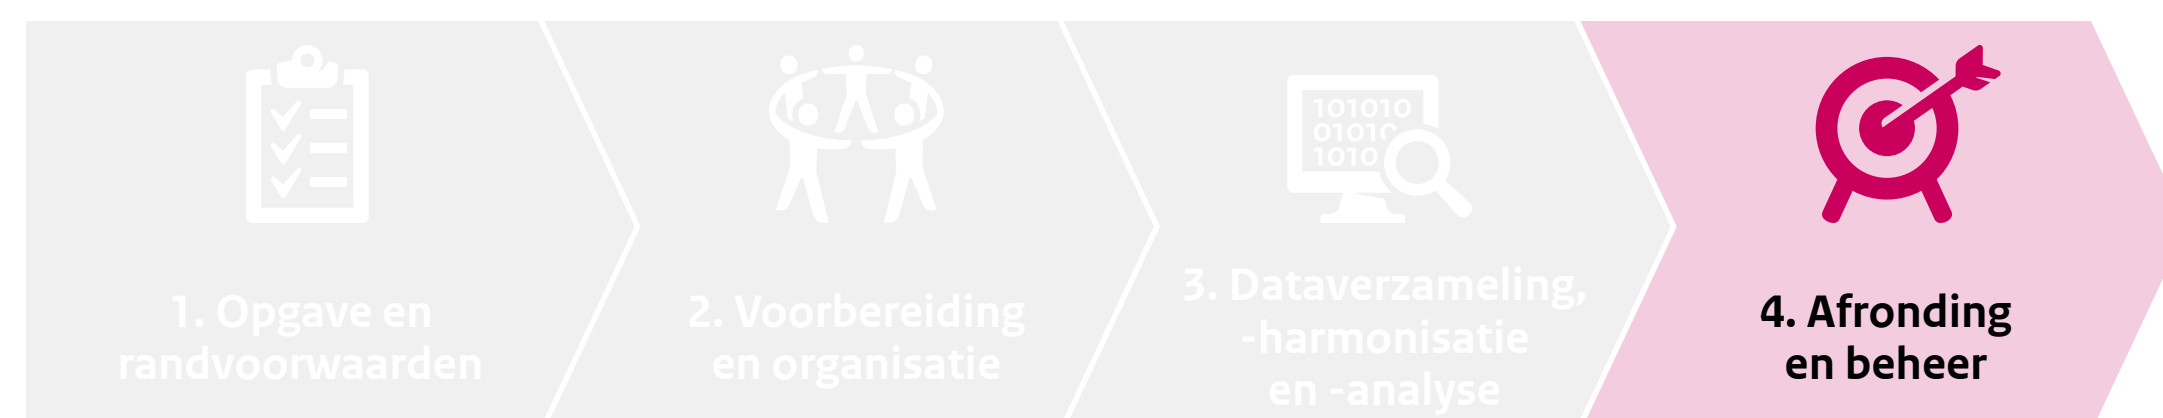 101010
01010
1010
1. Opgave en
randvoorwaarden
2. Voorbereiding
en organisatie
3. Dataverzameling,
-harmonisatie
en -analyse
4. Afronding
en beheer